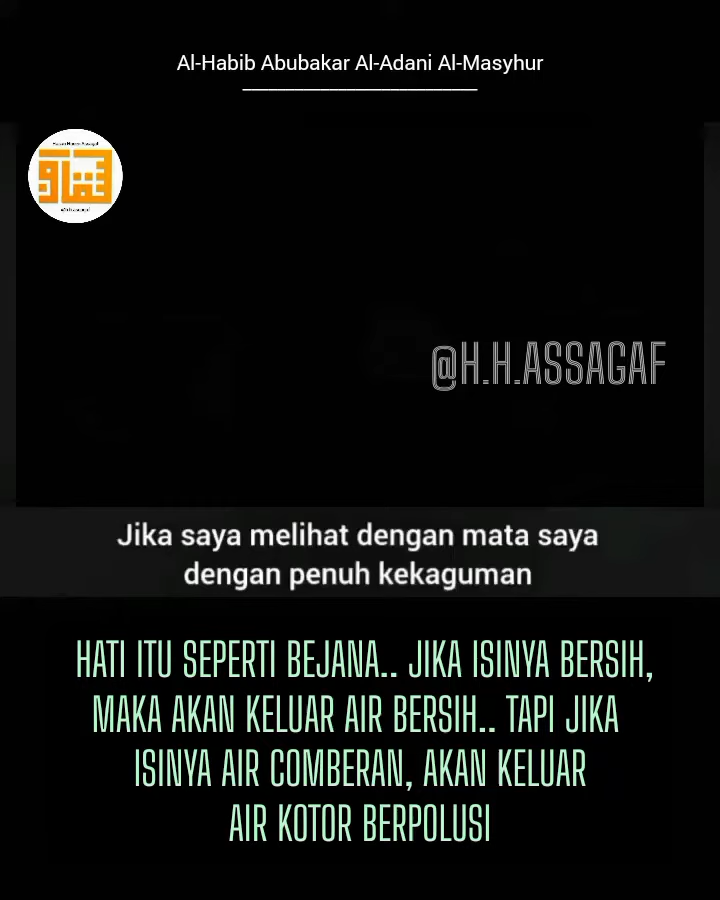 Al-Habib Abubakar Al-Adani Al-Masyhur
@H.H.ASSAGAF
Jika saya melihat dengan mata saya
dengan penuh kekaguman
HATI ITU SEPERTI BEJANA.. JIKA ISINYA BERSIH,
MAKA AKAN KELUAR AIR BERSIH.. TAPI JIKA
ISINYA AIR COMBERAN, AKAN KELUAR
AIR KOTOR BERPOLUSI